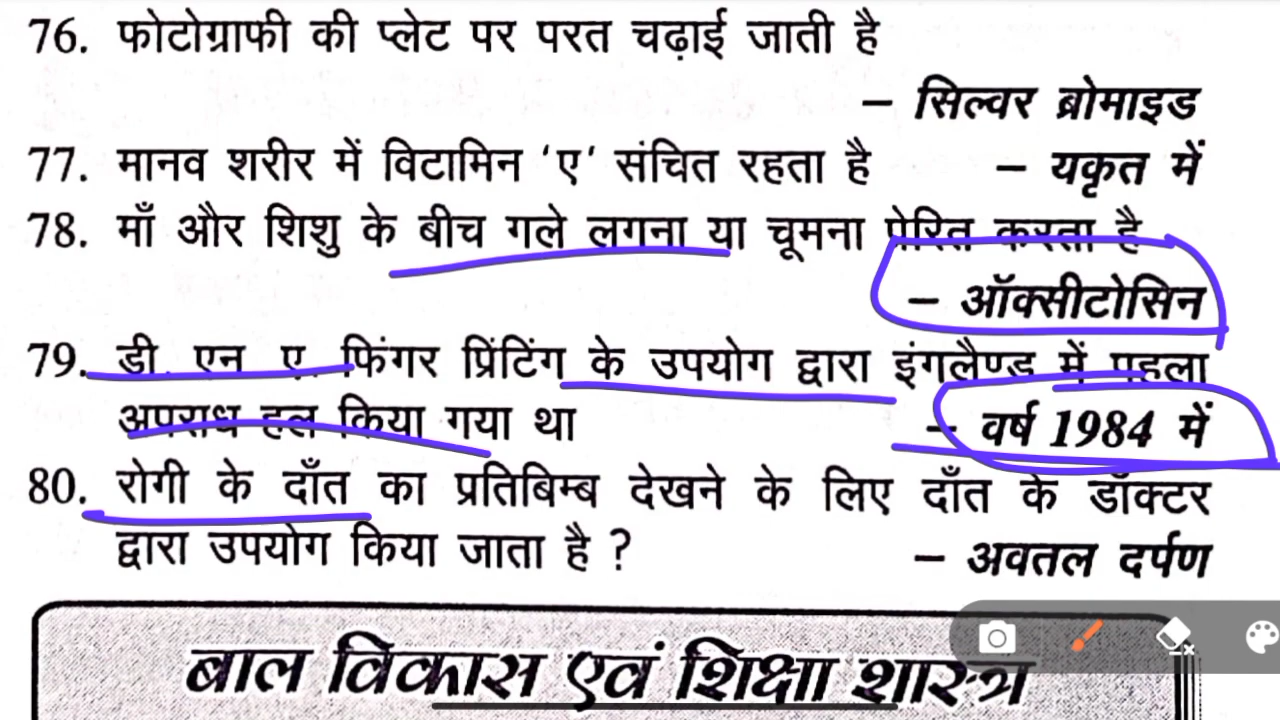 76. फोटोग्राफी की प्लेट पर परत चढ़ाई जाती है
– सिल्वर ब्रोमाइड
77. मानव शरीर में विटामिन 'ए' संचित रहता है – यकृत में
78. माँ और शिशु के बीच गले लगना या चूमना प्रेरित करता है
– ऑक्सीटोसिन
79. डी एन ए फिंगर प्रिंटिंग के उपयोग द्वारा इंगलैण्ड में पहला
अपराध हल किया गया था – वर्ष 1984 में
80. रोगी के दाँत का प्रतिबिम्ब देखने के लिए दाँत के डॉक्टर
द्वारा उपयोग किया जाता है ? – अवतल दर्पण
बाल विकास एवं शिक्षा शास्त्र